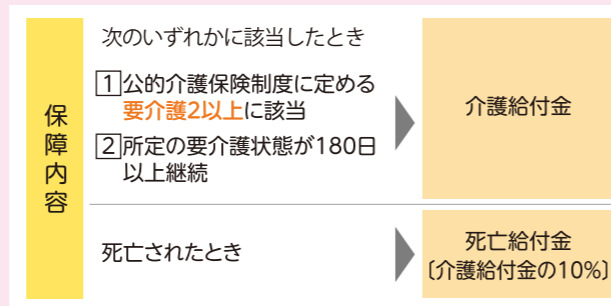 保障内容
次のいずれかに該当したとき
1 公的介護保険制度に定める
要介護2以上に該当
2 所定の要介護状態が180日
以上継続
介護給付金
死亡されたとき
死亡給付金
〔介護給付金の10%〕